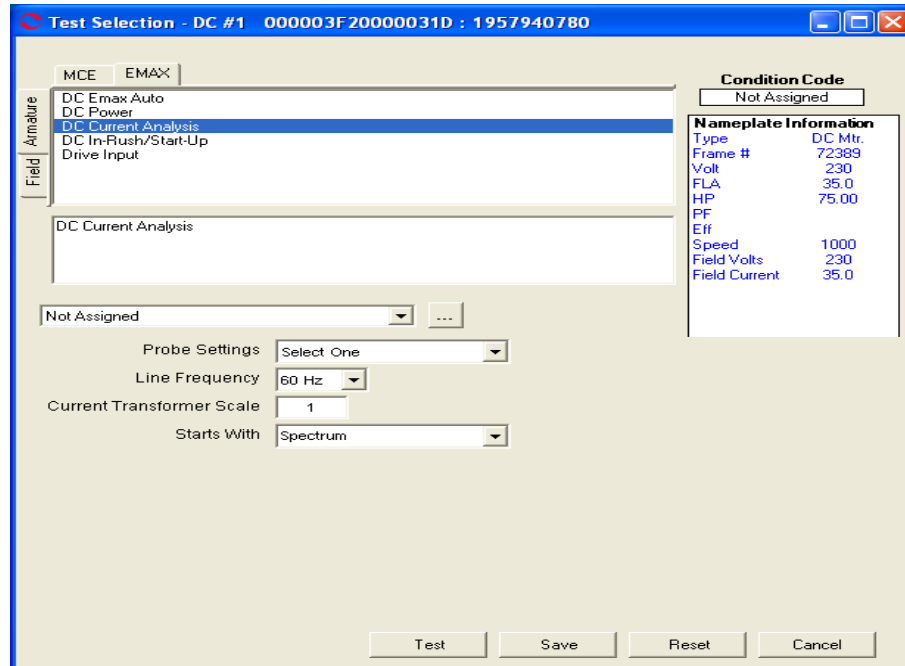 Test Selection - DC #1 000003F20000031D : 1957940780
MCE EMAX
Armature
Field
DC Emax Auto
DC Power
DC Current Analysis
DC In-Rush/Start-Up
Drive Input
DC Current Analysis
Condition Code
Not Assigned
Nameplate Information
Type DC Mtr.
Frame # 72389
Volt 230
FLA 35.0
HP 75.00
PF
Eff
Speed 1000
Field Volts 230
Field Current 35.0
Not Assigned ...
Probe Settings Select One
Line Frequency 60 Hz
Current Transformer Scale 1
Starts With Spectrum
Test Save Reset Cancel